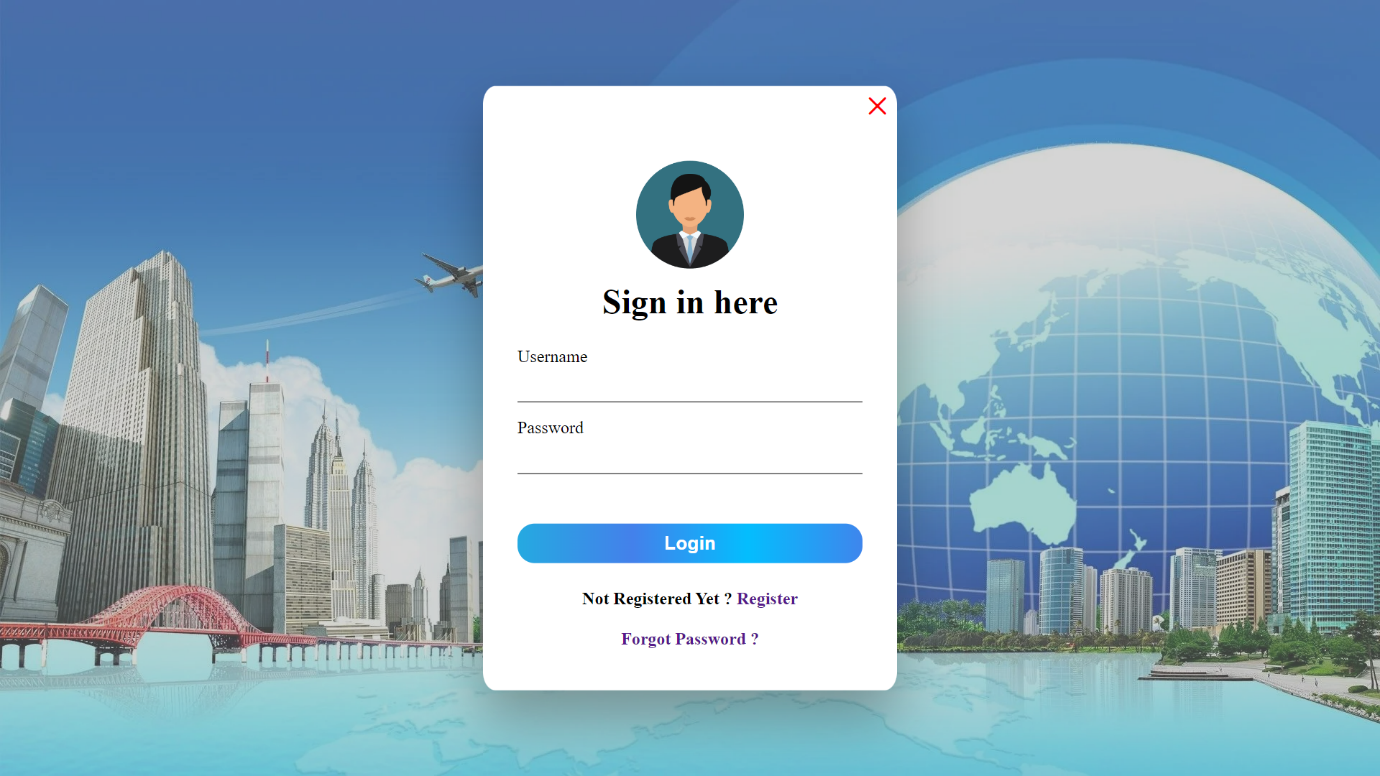 Sign in here
Username
Password
Login
Not Registered Yet ? Register
Forgot Password ?